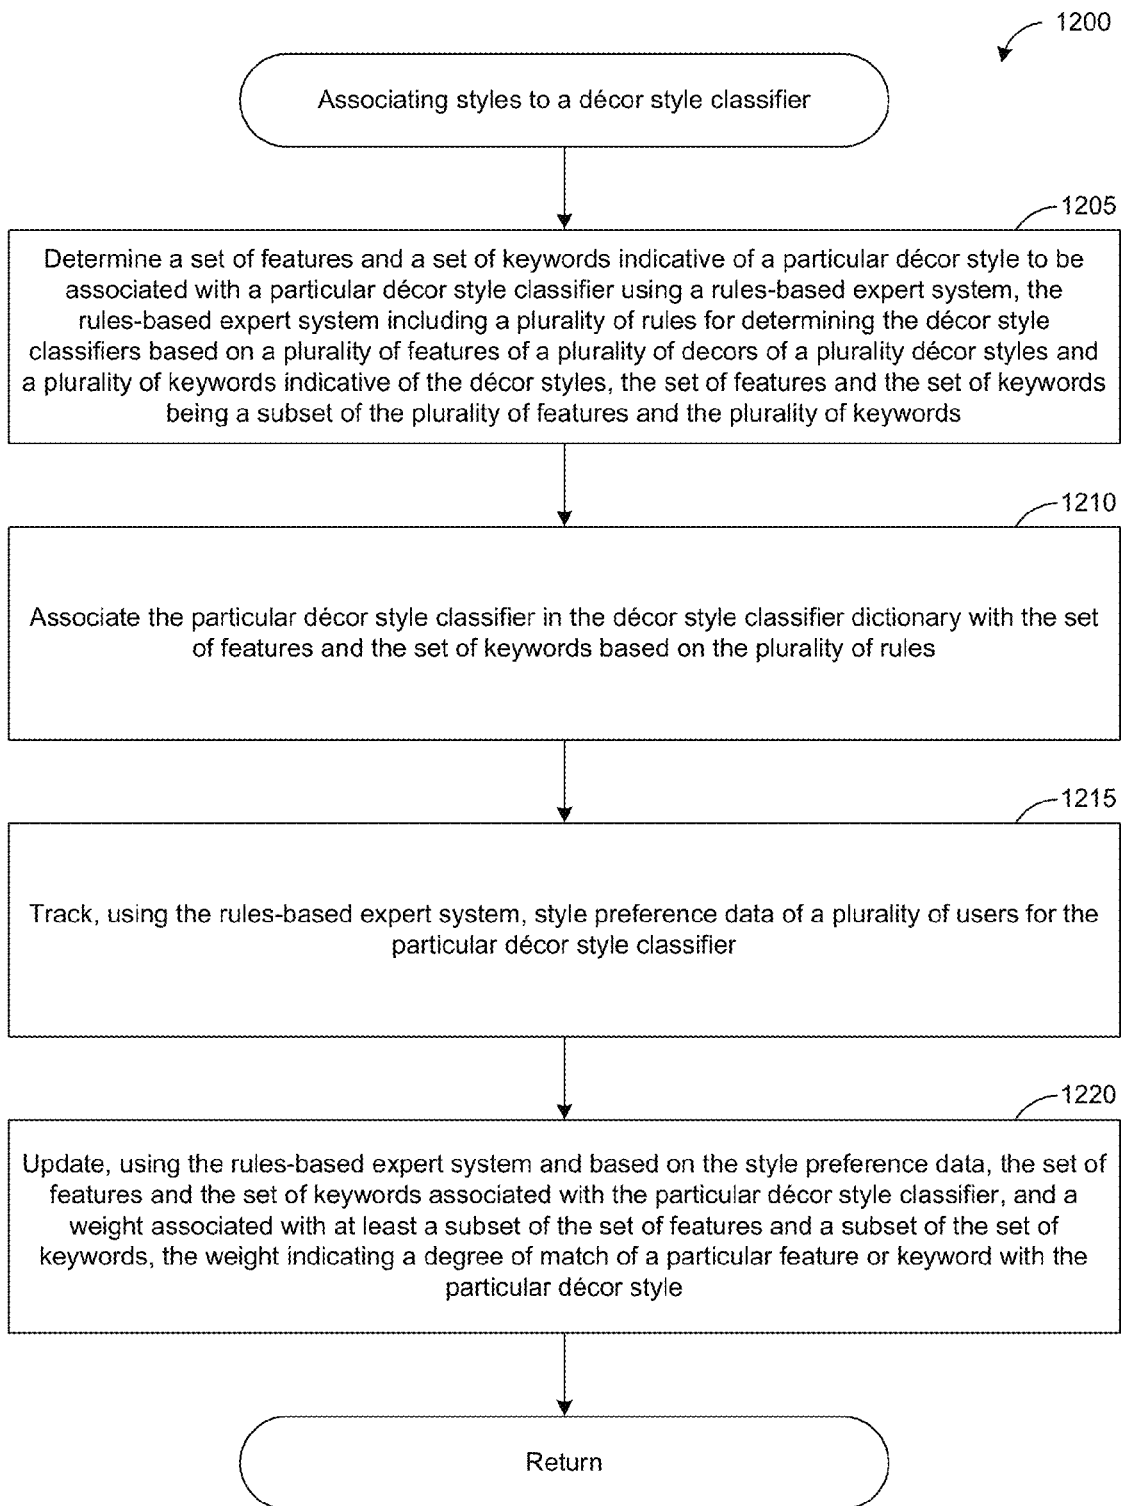 1200
Associating styles to a décor style classifier
1205
Determine a set of features and a set of keywords indicative of a particular décor style to be
associated with a particular décor style classifier using a rules-based expert system, the
rules-based expert system including a plurality of rules for determining the décor style
classifiers based on a plurality of features of a plurality of decors of a plurality décor styles and
a plurality of keywords indicative of the décor styles, the set of features and the set of keywords
being a subset of the plurality of features and the plurality of keywords
1210
Associate the particular décor style classifier in the décor style classifier dictionary with the set
of features and the set of keywords based on the plurality of rules
1215
Track, using the rules-based expert system, style preference data of a plurality of users for the
particular décor style classifier
1220
Update, using the rules-based expert system and based on the style preference data, the set of
features and the set of keywords associated with the particular décor style classifier, and a
weight associated with at least a subset of the set of features and a subset of the set of
keywords, the weight indicating a degree of match of a particular feature or keyword with the
particular décor style
Return